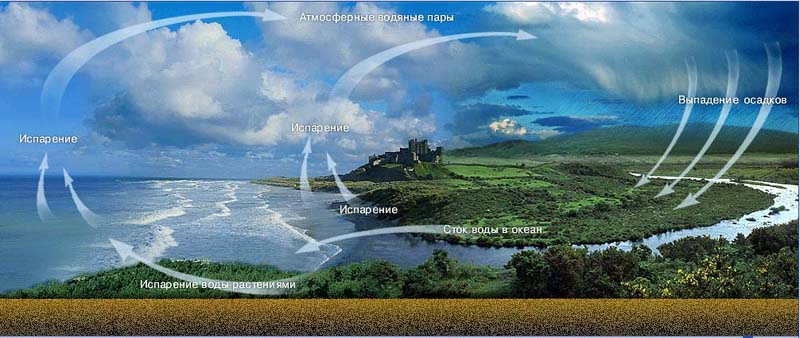 Атмосферные водяные пары
Выпадение осадков
Испарение
Испарение
Испарение
Сток воды в океан
Испарение воды растениями